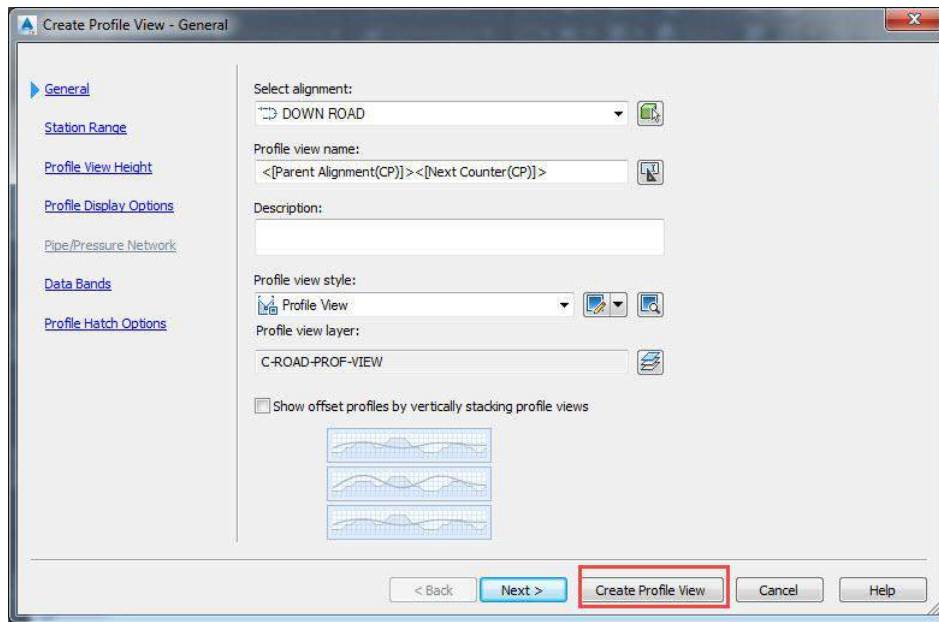 Create Profile View - General
General
Station Range
Profile View Height
Profile Display Options
Pipe/Pressure Network
Data Bands
Profile Hatch Options
Select alignment:
DOWN ROAD
Profile view name:
<[Parent Alignment(CP)]><[Next Counter(CP)]>
Description:
Profile view style:
Profile View
Profile view layer:
C-ROAD-PROF-VIEW
Show offset profiles by vertically stacking profile views
< Back Next > Create Profile View Cancel Help